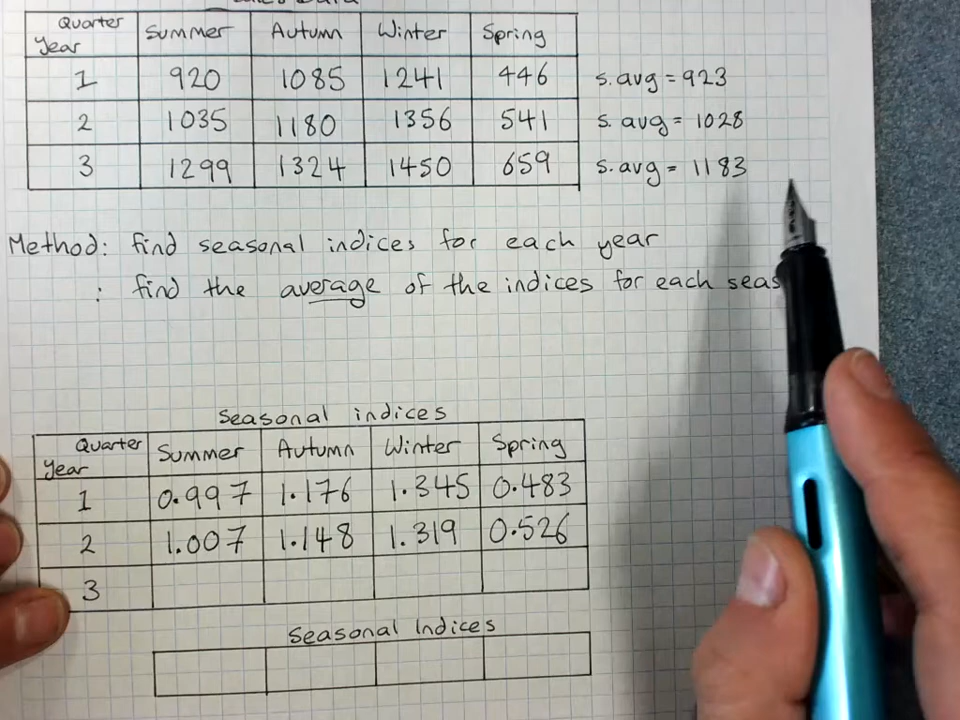 Quarter Summer Autumn Winter Spring
Year
1 920 1085 1241 446 s.avg = 923
2 1035 1180 1356 541 s. avg = 1028
3 1299 1324 1450 659 s.avg = 1183
Method: find seasonal indices for each year
: find the average of the indices for each seas
Seasonal indices
Quarter Summer Autumn Winter Spring
Year
1 0.997 1.176 1.345 0.483
2 1.007 1.148 1.319 0.526
3
Seasonal Indices